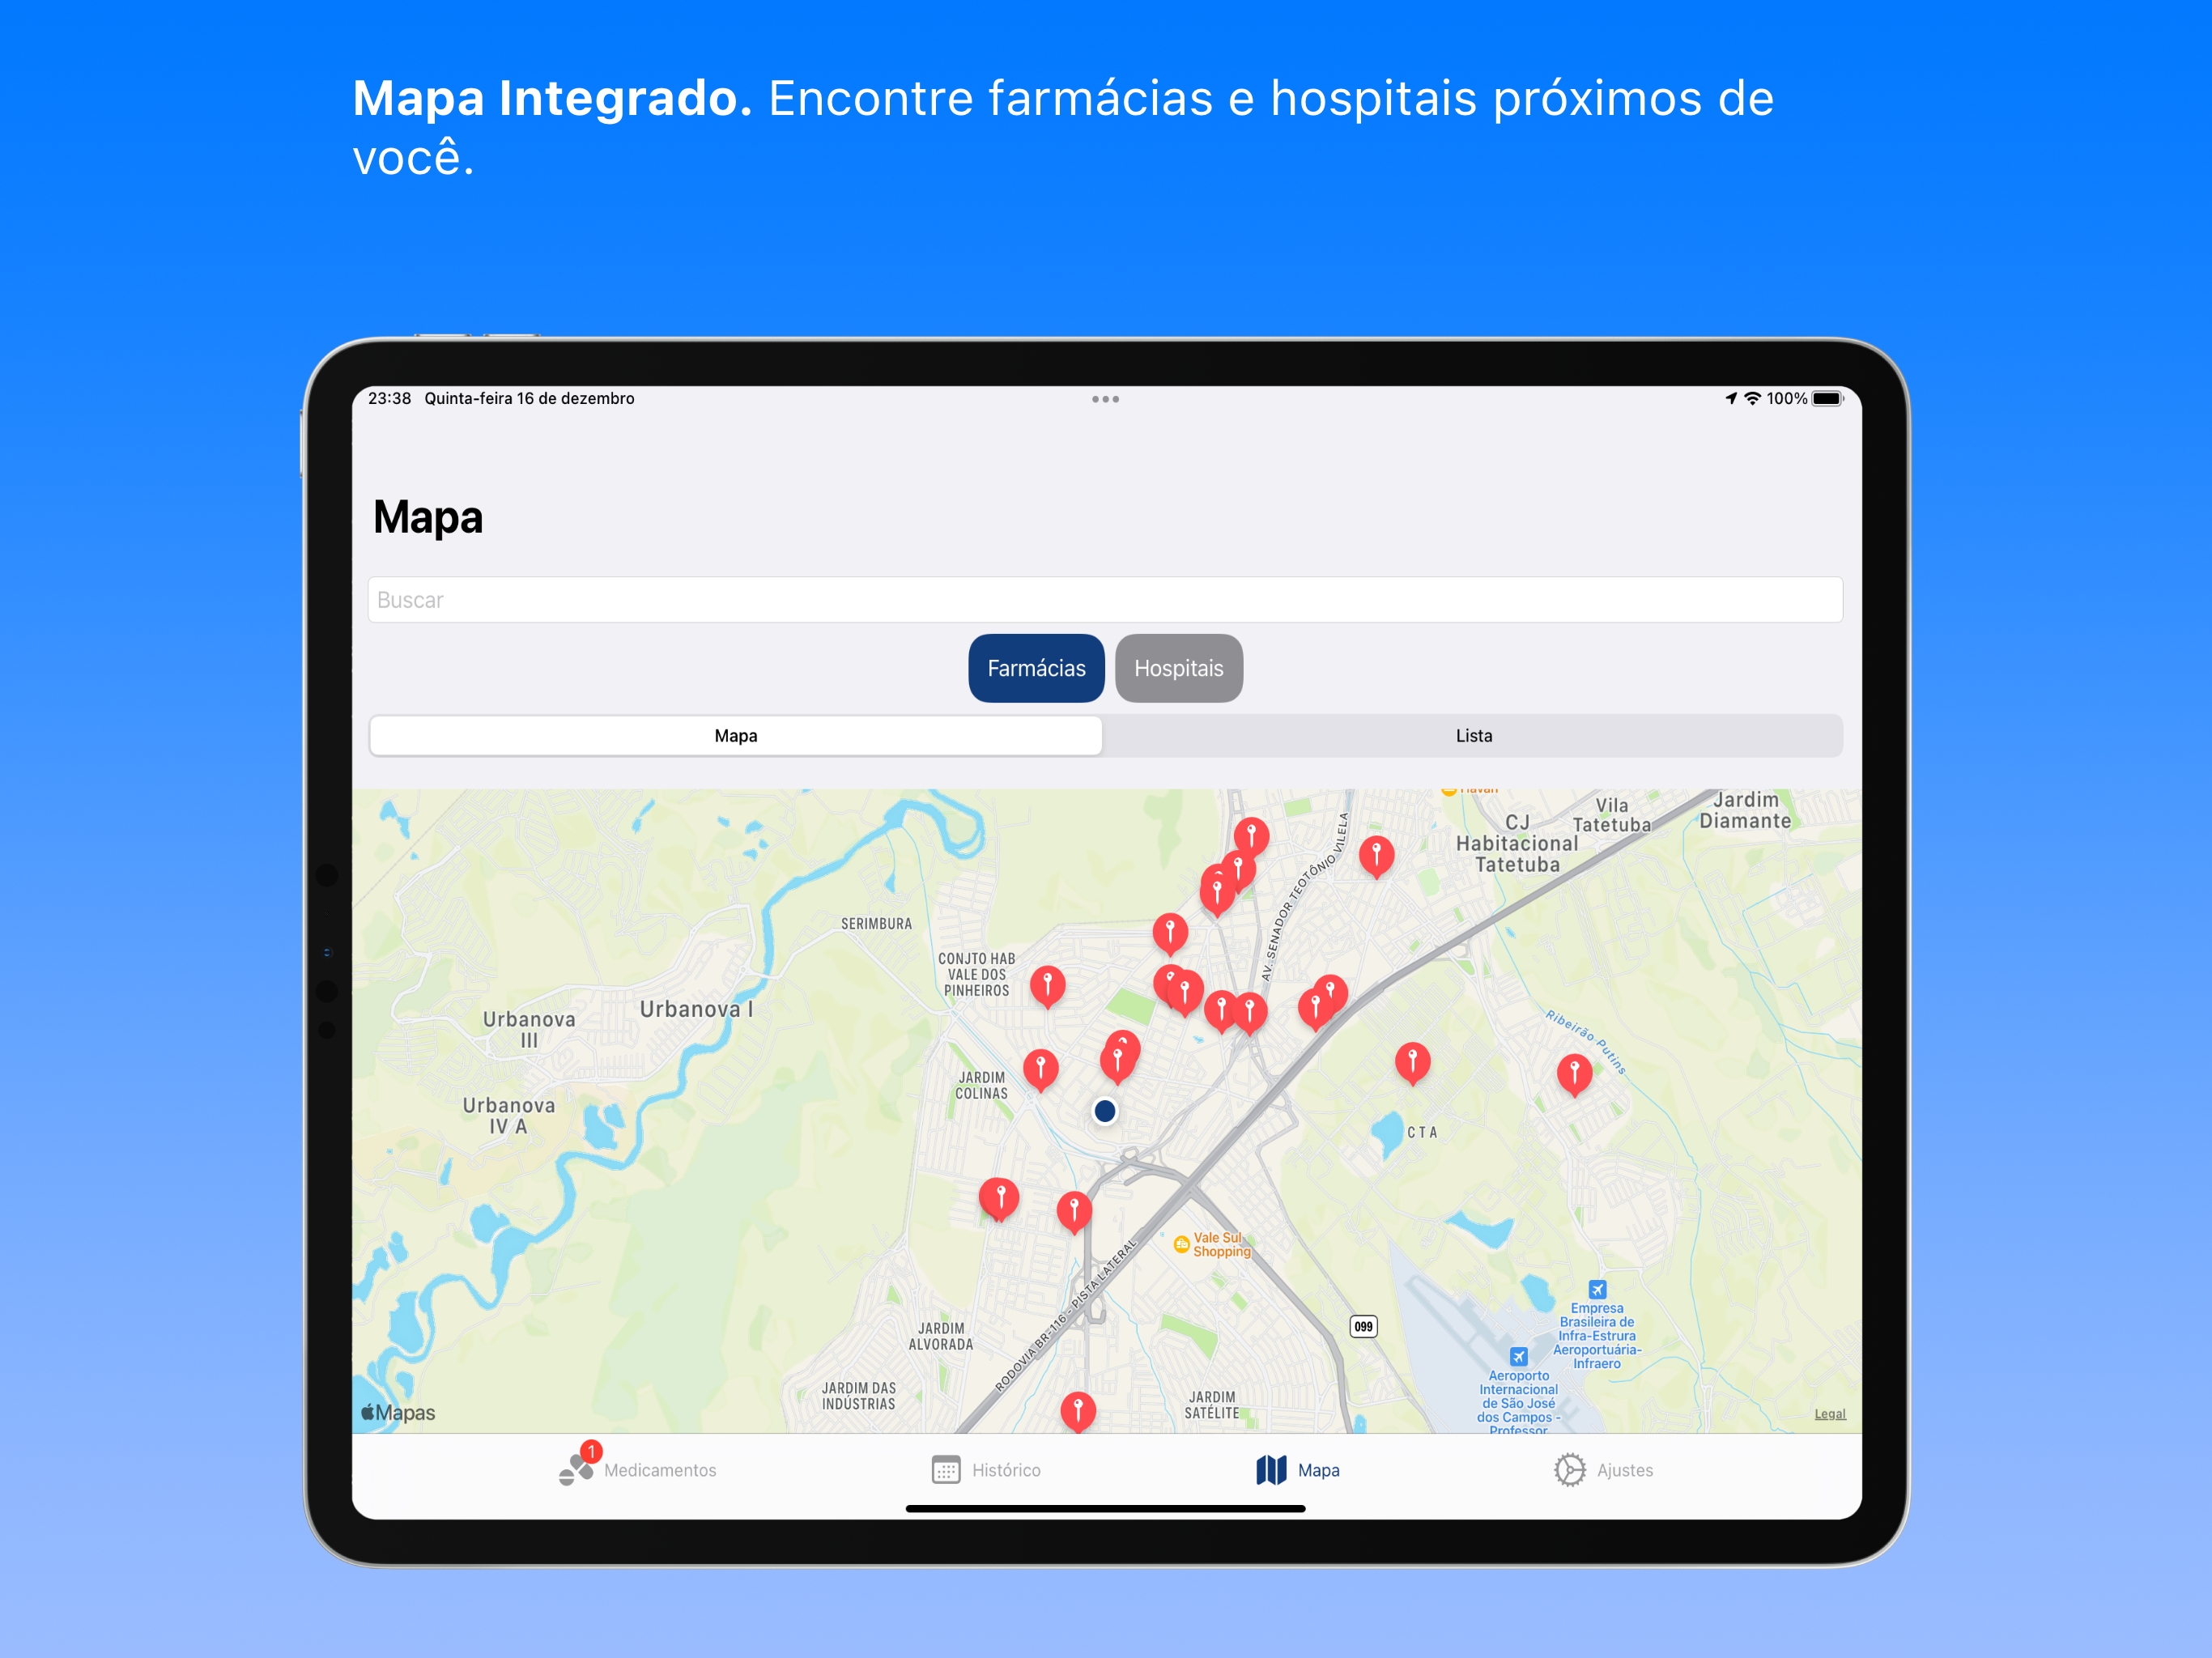 Mapa Integrado. Encontre farmácias e hospitais próximos de
você.
23:38 Quinta-feira 16 de dezembro
100%
Mapa
Buscar
Farmácias
Hospitais
Mapa
Lista
Havan
Vila
Tatetuba
Jardim
Diamante
CJ
Habitacional
Tatetuba
AV. SENADOR TEOTÔNIO VILELA
SERIMBURA
CONJTO HAB
VALE DOS
PINHEIROS
Urbanova I
Urbanova
III
Ribeirão Putins
JARDIM
COLINAS
Urbanova
IV A
CTA
Vale Sul
Shopping
RODOVIA BR-116 - PISTA LATERAL
099
Empresa
Brasileira de
Infra-Estrura
Aeroportuária-
Infraero
JARDIM
ALVORADA
Aeroporto
Internacional
de São José
dos Campos -
Professor
JARDIM DAS
INDÚSTRIAS
JARDIM
SATÉLITE
Mapas
Legal
1
Medicamentos
Histórico
Mapa
Ajustes